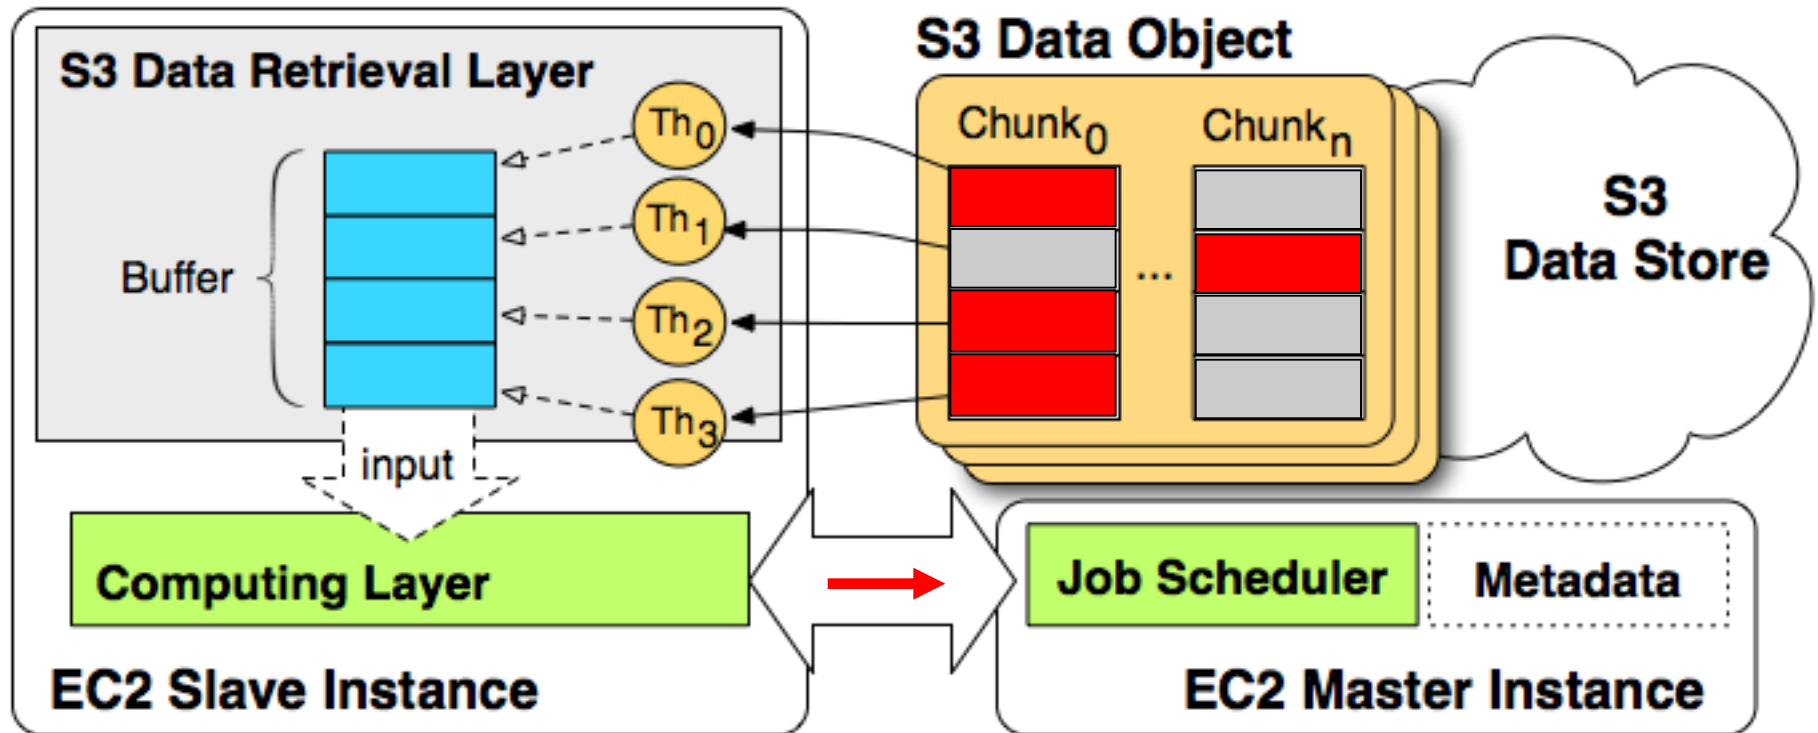 S3 Data Retrieval Layer
Th0
Th1
Th2
Th3
Buffer
input
Computing Layer
EC2 Slave Instance
S3 Data Object
Chunk0
...
Chunkn
S3
Data Store
Job Scheduler
Metadata
EC2 Master Instance